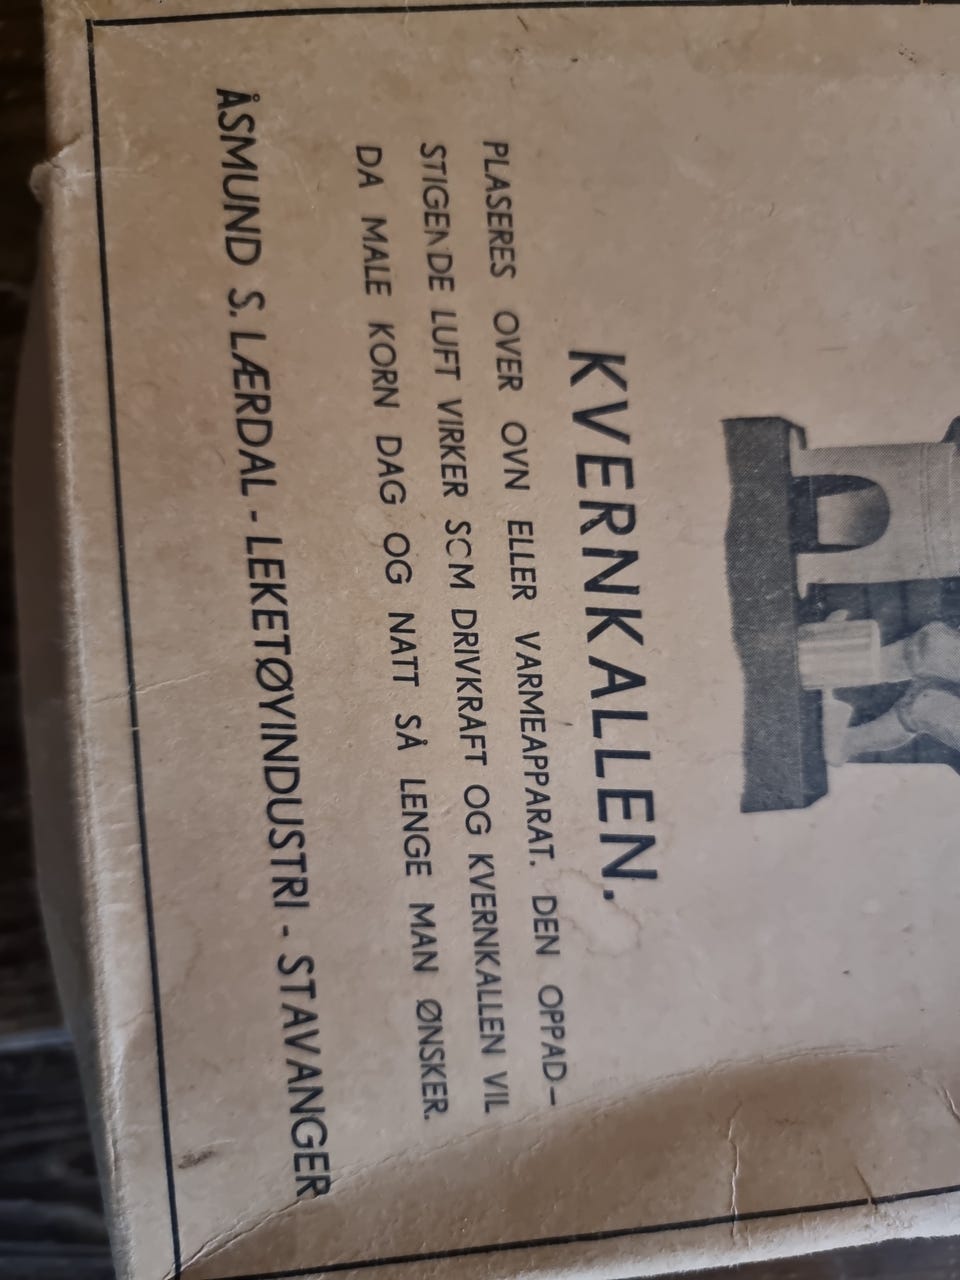 KVERNKALLEN.
PLASERES OVER OVN ELLER VARMEAPPARAT. DEN OPPAD–
STIGENDE LUFT VIRKER SOM DRIVKRAFT OG KVERNKALLEN VIL
DA MALE KORN DAG OG NATT SÅ LENGE MAN ØNSKER.
ÅSMUND S. LÆRDAL - LEKETØYINDUSTRI - STAVANGER